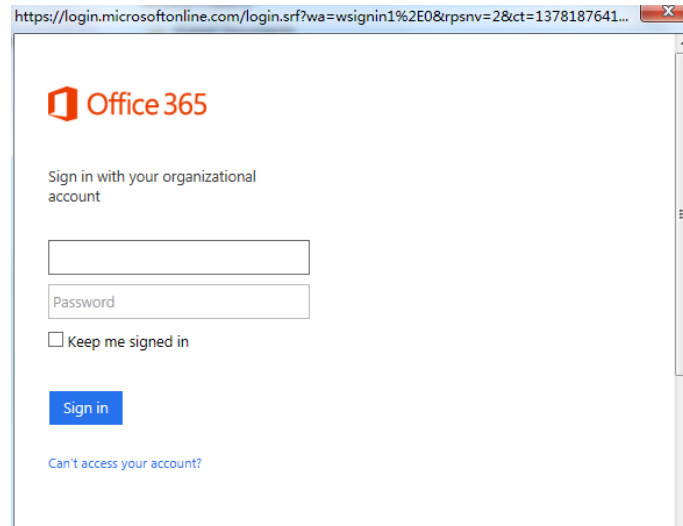 https://login.microsoftonline.com/login.srf?wa=wsignin1%2E0&rpsnv=2&ct=1378187641...
Office 365
Sign in with your organizational
account
Password
Keep me signed in
Sign in
Can't access your account?